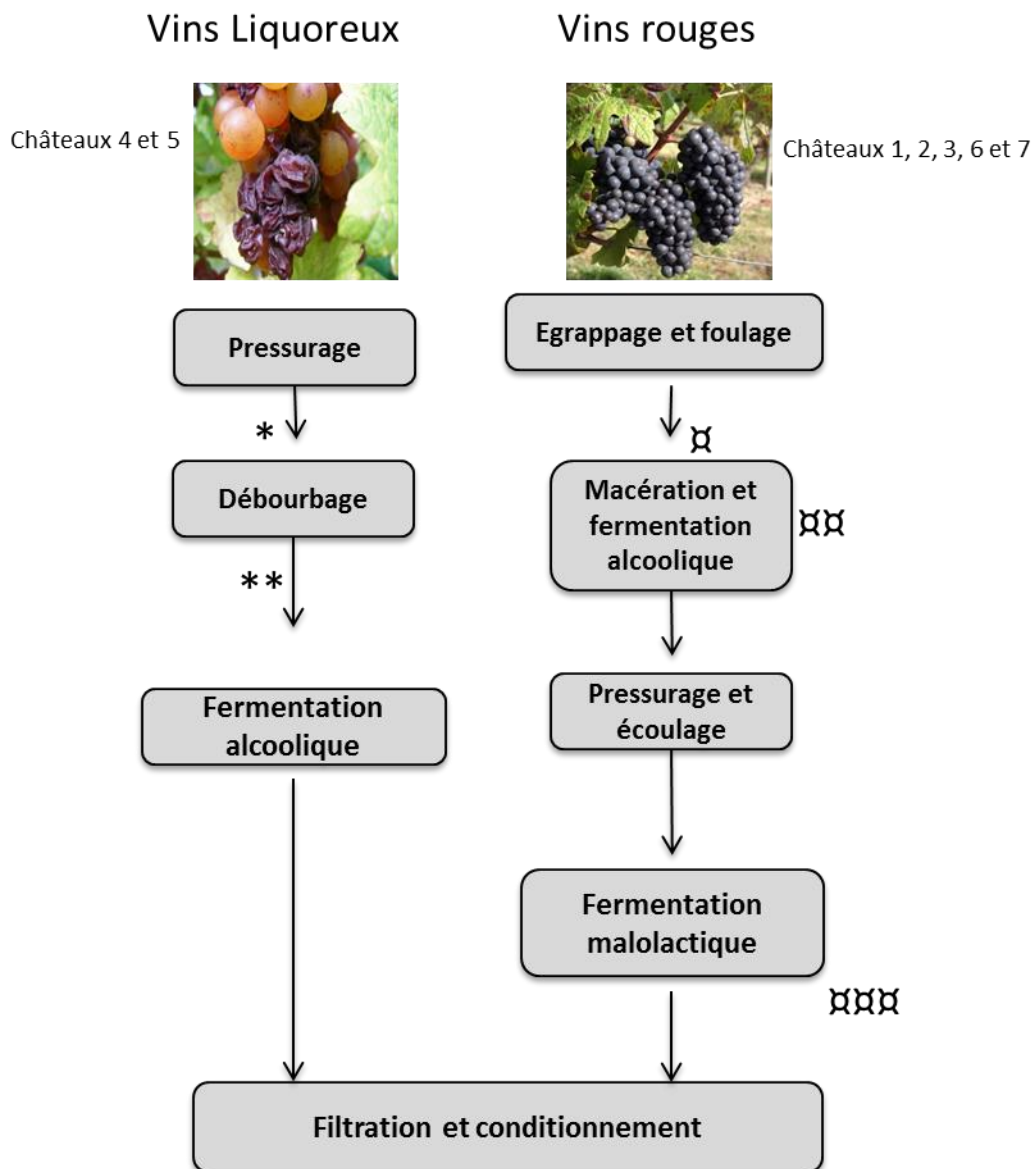 Vins Liquoreux
Vins rouges
Châteaux 4 et 5
Châteaux 1, 2, 3, 6 et 7
Pressurage
Egrappage et foulage
*
¤
Débourbage
Macération et
fermentation
alcoolique
¤¤
**
Fermentation
alcoolique
Pressurage et
écoulage
Fermentation
malolactique
¤¤¤
Filtration et conditionnement